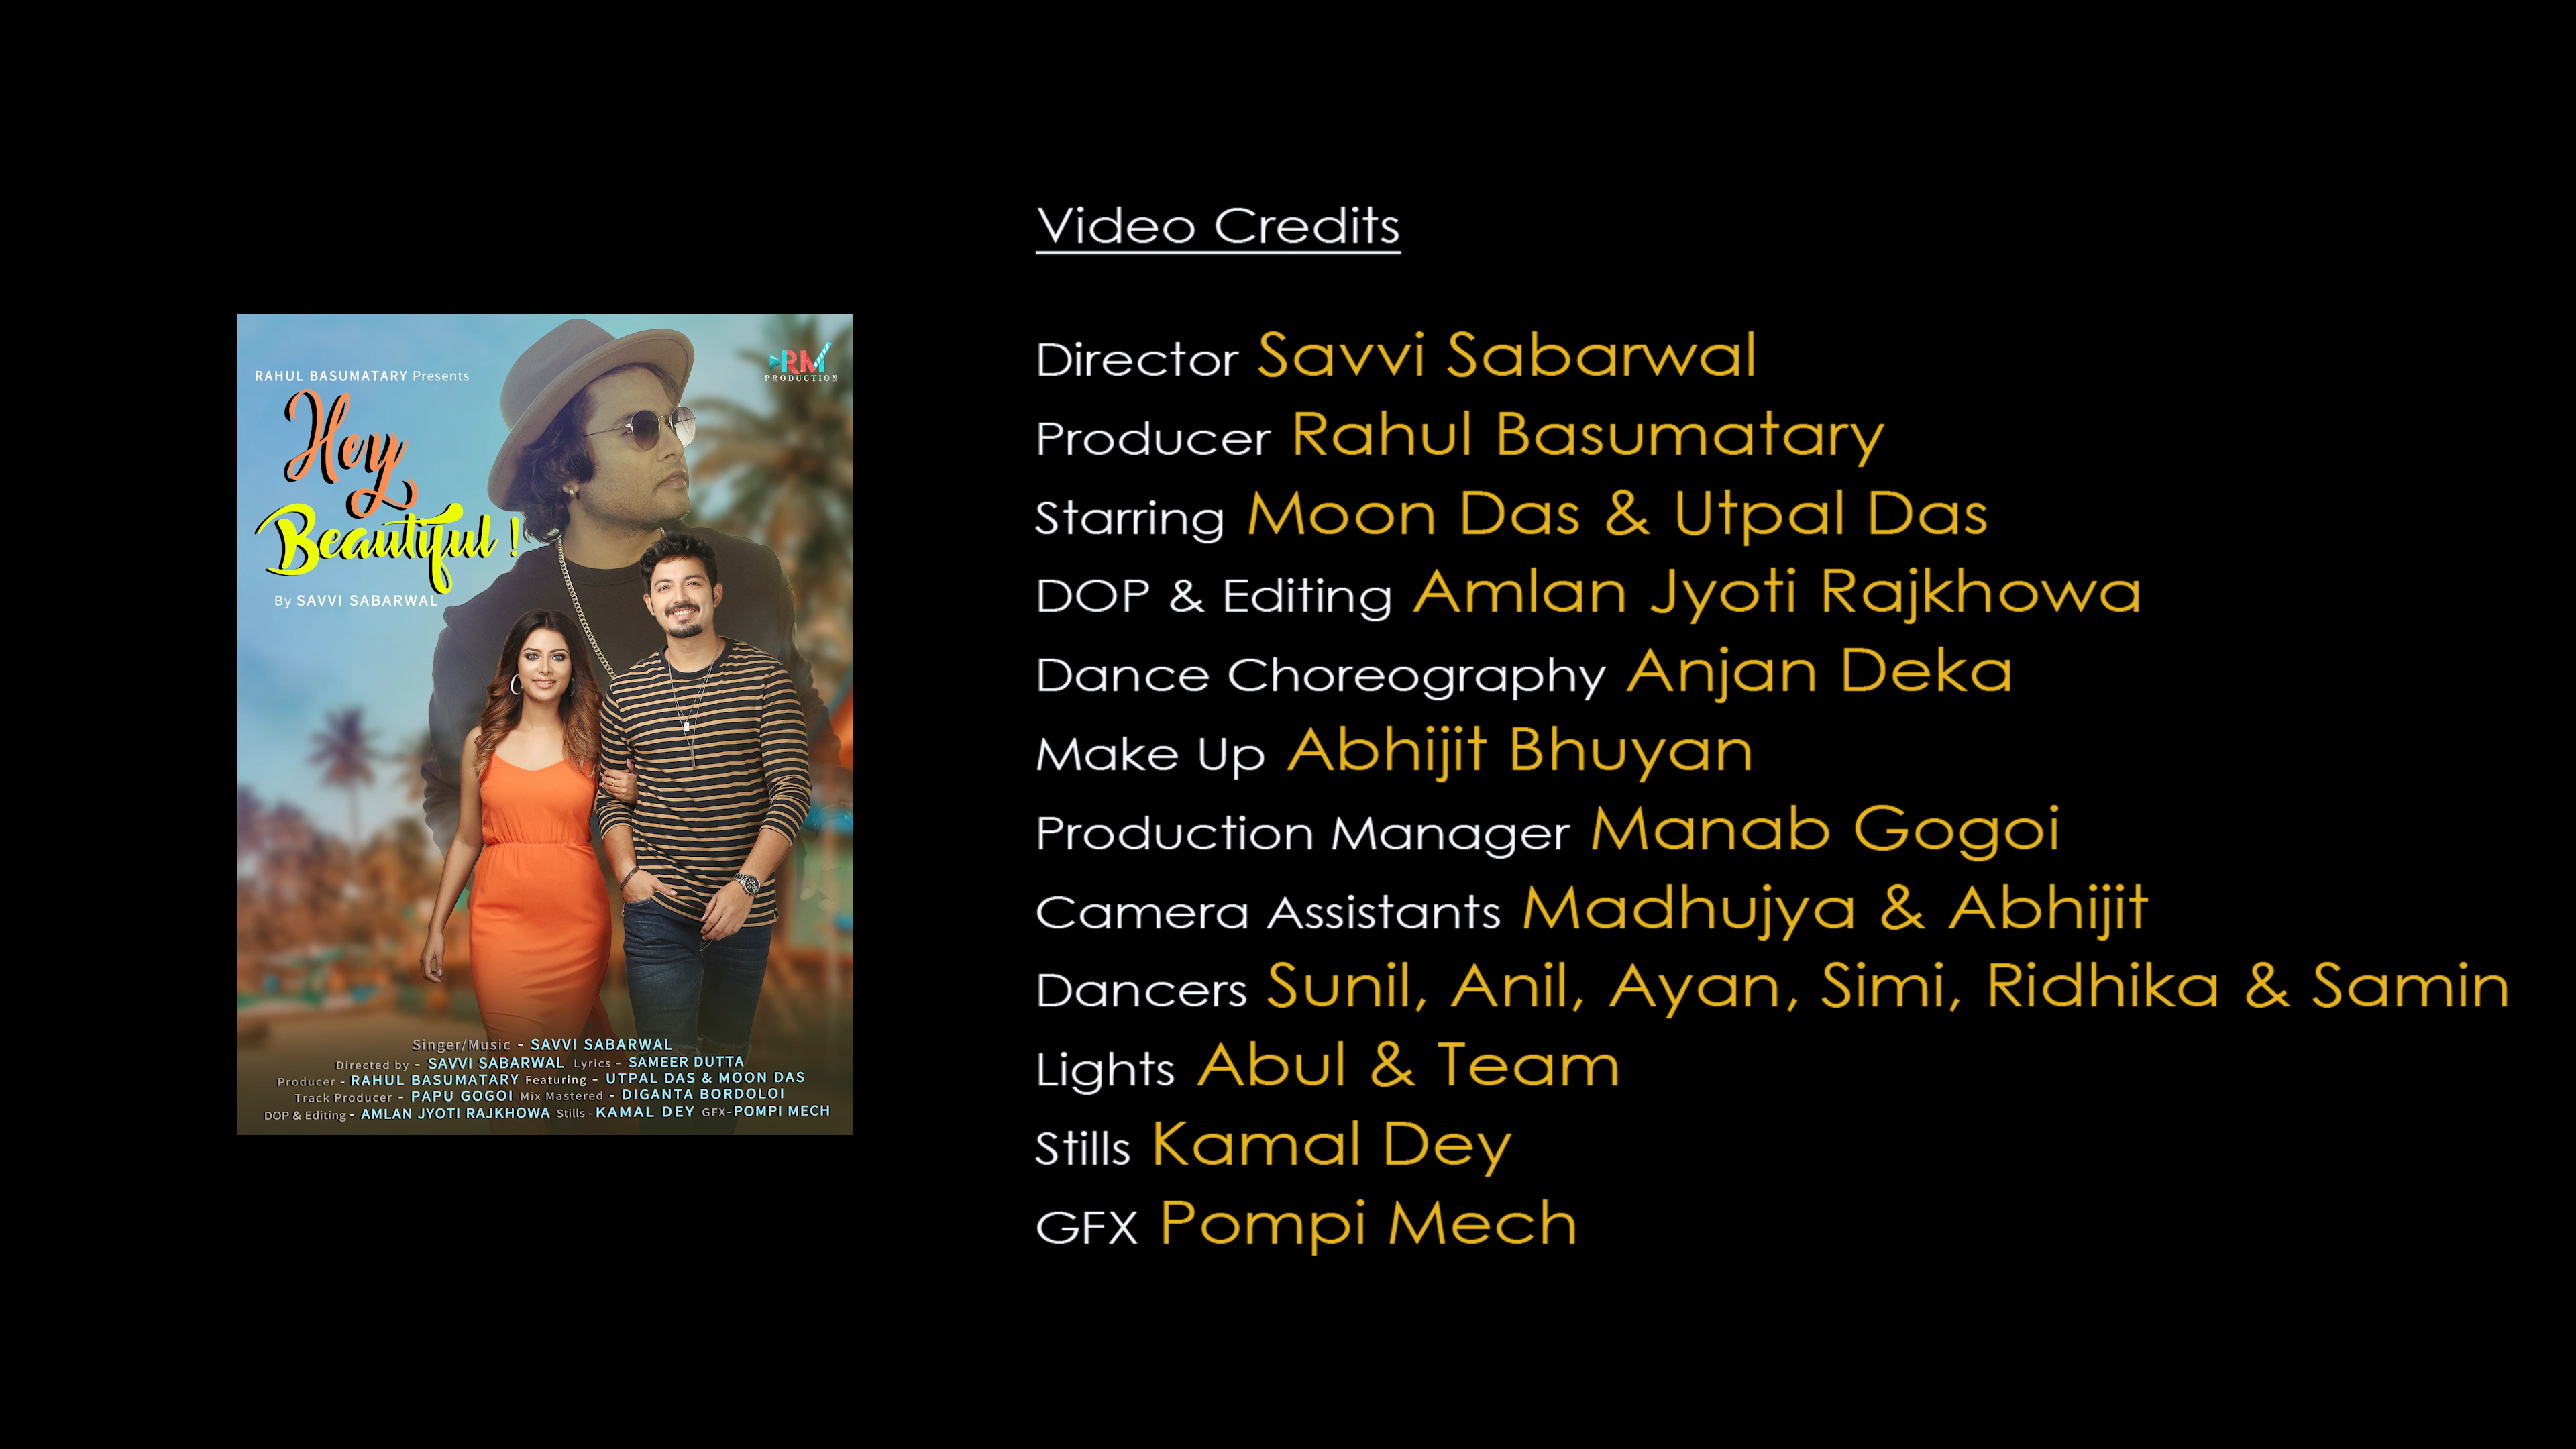 RAHUL BASUMATARY Presents
RM
PRODUCTION
Hey
Beautiful !
By SAVVI SABARWAL
Singer/Music - SAVVI SABARWAL
Directed by - SAVVI SABARWAL Lyrics - SAMEER DUTTA
Producer - RAHUL BASUMATARY Featuring - UTPAL DAS & MOON DAS
Track Producer - PAPU GOGOI Mix Mastered - DIGANTA BORDOLOI
DOP & Editing - AMLAN JYOTI RAJKHOWA Stills - KAMAL DEY GFX-POMPI MECH
Video Credits
Director Savvi Sabarwal
Producer Rahul Basumatary
Starring Moon Das & Utpal Das
DOP & Editing Amlan Jyoti Rajkhowa
Dance Choreography Anjan Deka
Make Up Abhijit Bhuyan
Production Manager Manab Gogoi
Camera Assistants Madhujya & Abhijit
Dancers Sunil, Anil, Ayan, Simi, Ridhika & Samin
Lights Abul & Team
Stills Kamal Dey
GFX Pompi Mech